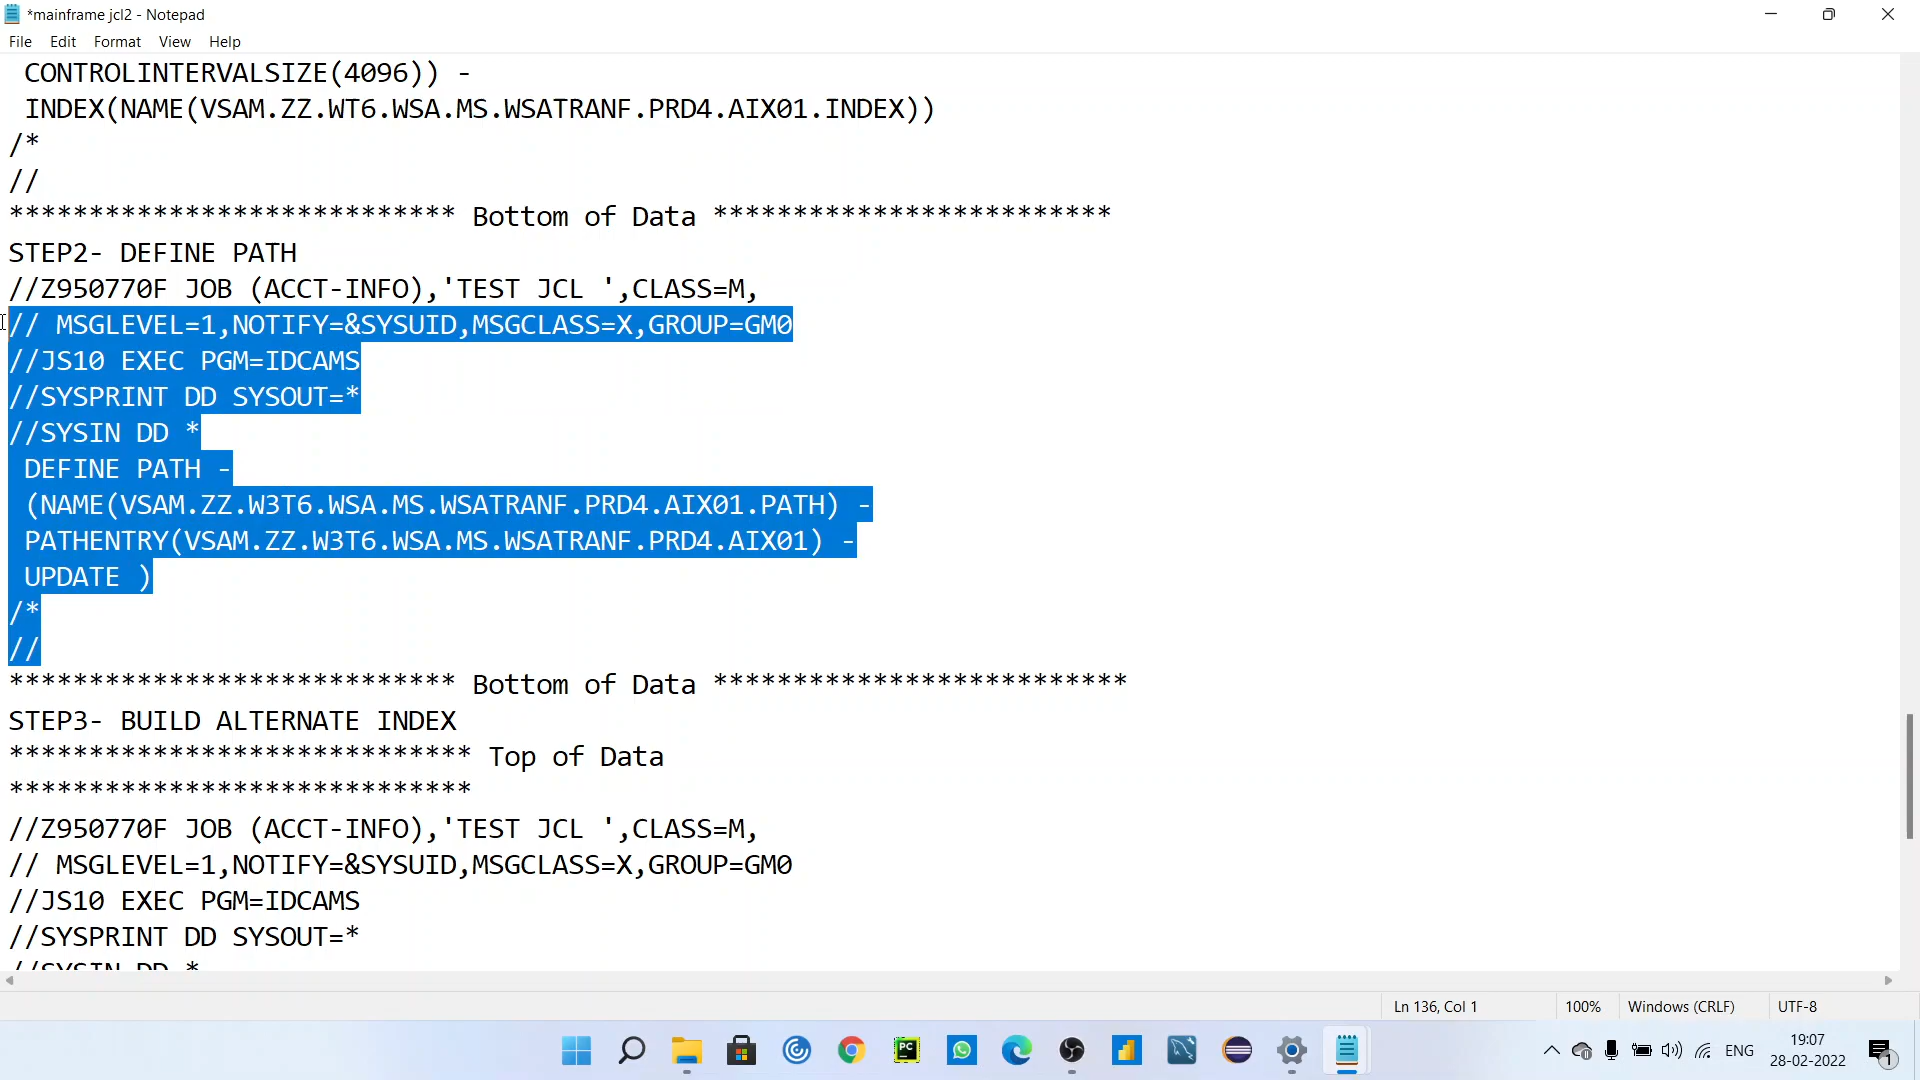 *mainframe jcl2 - Notepad
File Edit Format View Help
CONTROLINTERVALSIZE(4096)) -
INDEX(NAME(VSAM.ZZ.WT6.WSA.MS.WSATRANF.PRD4.AIX01.INDEX))
/*
//
**************************** Bottom of Data *************************
STEP2- DEFINE PATH
//Z950770F JOB (ACCT-INFO),'TEST JCL ',CLASS=M,
// MSGLEVEL=1,NOTIFY=&SYSUID,MSGCLASS=X,GROUP=GM0
//JS10 EXEC PGM=IDCAMS
//SYSPRINT DD SYSOUT=*
//SYSIN DD *
DEFINE PATH -
(NAME(VSAM.ZZ.W3T6.WSA.MS.WSATRANF.PRD4.AIX01.PATH) -
PATHENTRY(VSAM.ZZ.W3T6.WSA.MS.WSATRANF.PRD4.AIX01) -
UPDATE )
/*
//
**************************** Bottom of Data **************************
STEP3- BUILD ALTERNATE INDEX
***************************** Top of Data
*****************************
//Z950770F JOB (ACCT-INFO),'TEST JCL ',CLASS=M,
// MSGLEVEL=1,NOTIFY=&SYSUID,MSGCLASS=X,GROUP=GM0
//JS10 EXEC PGM=IDCAMS
//SYSPRINT DD SYSOUT=*
//SYSIN DD *
Ln 136, Col 1 100% Windows (CRLF) UTF-8
PC
ENG
19:07
28-02-2022
1